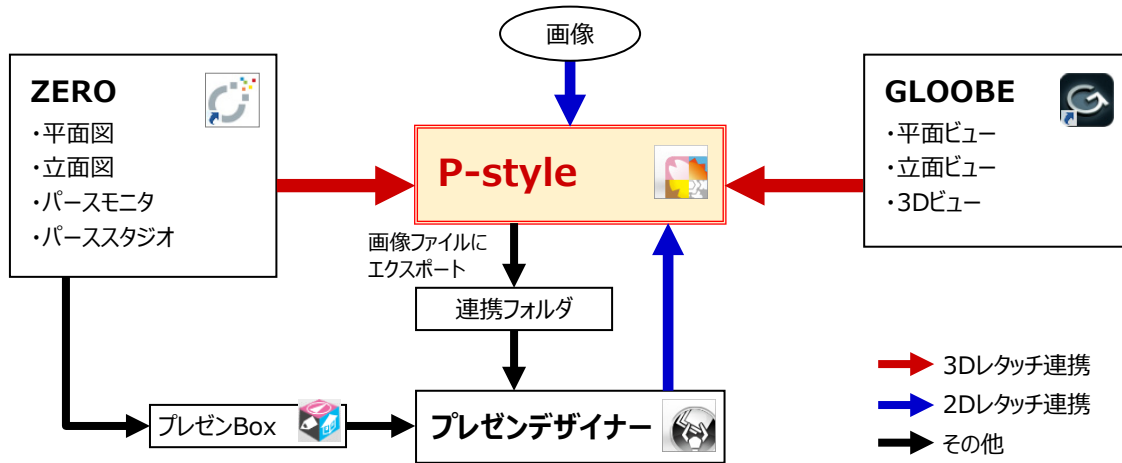 画像
ZERO
・平面図
・立面図
・パースモニタ
・パーススタジオ
P-style
GLOOBE
・平面ビュー
・立面ビュー
・3Dビュー
画像ファイルに
エクスポート
連携フォルダ
プレゼンBox
プレゼンデザイナー
3Dレタッチ連携
2Dレタッチ連携
その他